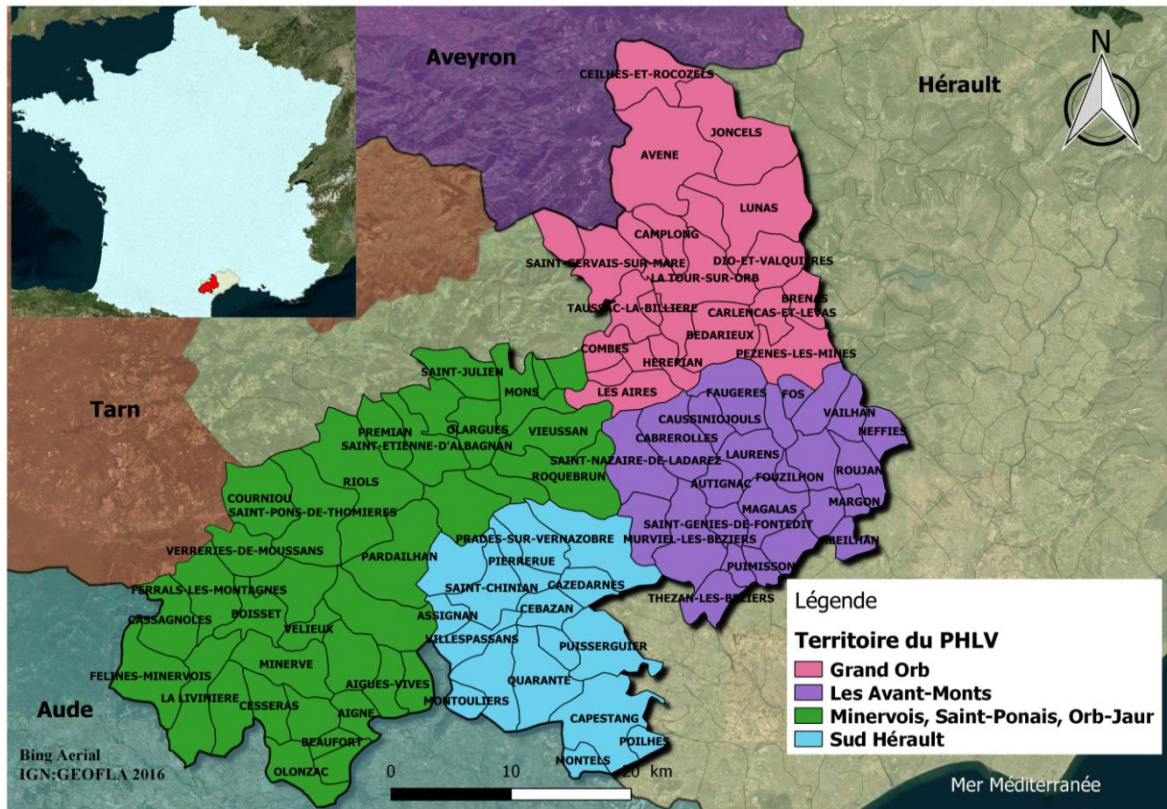 Aveyron
Hérault
N
CEILHES-ET-ROCOZELS
JONCELS
AVENE
LUNAS
CAMPLONG
SAINT-GERVAIS-SUR-MARE
DIO-ET-VALQUIERES
LA TOUR-SUR-ORB
TAUSSAC-LA-BILLIERE
BRENAS
CARLENCAS-ET-LEVAS
BEDARIEUX
COMBES
HEREPIAN
PEZENES-LES-MINES
LES AIRES
Tarn
SAINT-JULIEN
MONS
OLARGUES
VIEUSSAN
PREMIAN
SAINT-ETIENNE-D'ALBAGNAN
ROQUEBRUN
RIOLS
COURNIOU
SAINT-PONS-DE-THOMIERES
VERRERIES-DE-MOUSSANS
PARDAILHAN
FERRALS-LES-MONTAGNES
CASSAGNOLES
BOISSET
VELIEUX
MINERVE
FELINES-MINERVOIS
LA LIVINIERE
CESSERAS
AIGUES-VIVES
AIGNE
BEAUFORT
OLONZAC
FAUGERES
FOS
VAILHAN
NEFFIES
CAUSSINIOJOULS
CABREROLLES
LAURENS
SAINT-NAZAIRE-DE-LADAREZ
FOUZILHON
ROUJAN
AUTIGNAC
MAGALAS
MARGON
SAINT-GENIES-DE-FONTEDIT
MURVIEL-LES-BEZIERS
ABEILHAN
PUIMISSON
THEZAN-LES-BEZIERS
PRADES-SUR-VERNAZOBRE
PIERRERUE
SAINT-CHINIAN
CAZEDARNES
CEBAZAN
ASSIGNAN
VILLESPASSANS
PUISSERGUIER
QUARANTE
MONTOULIERS
CAPESTANG
POILHES
MONTELS
Aude
Bing Aerial
IGN:GEOFLA 2016
0 10 20 km
Légende
Territoire du PHLV
Grand Orb
Les Avant-Monts
Minervois, Saint-Ponais, Orb-Jaur
Sud Hérault
Mer Méditerranée